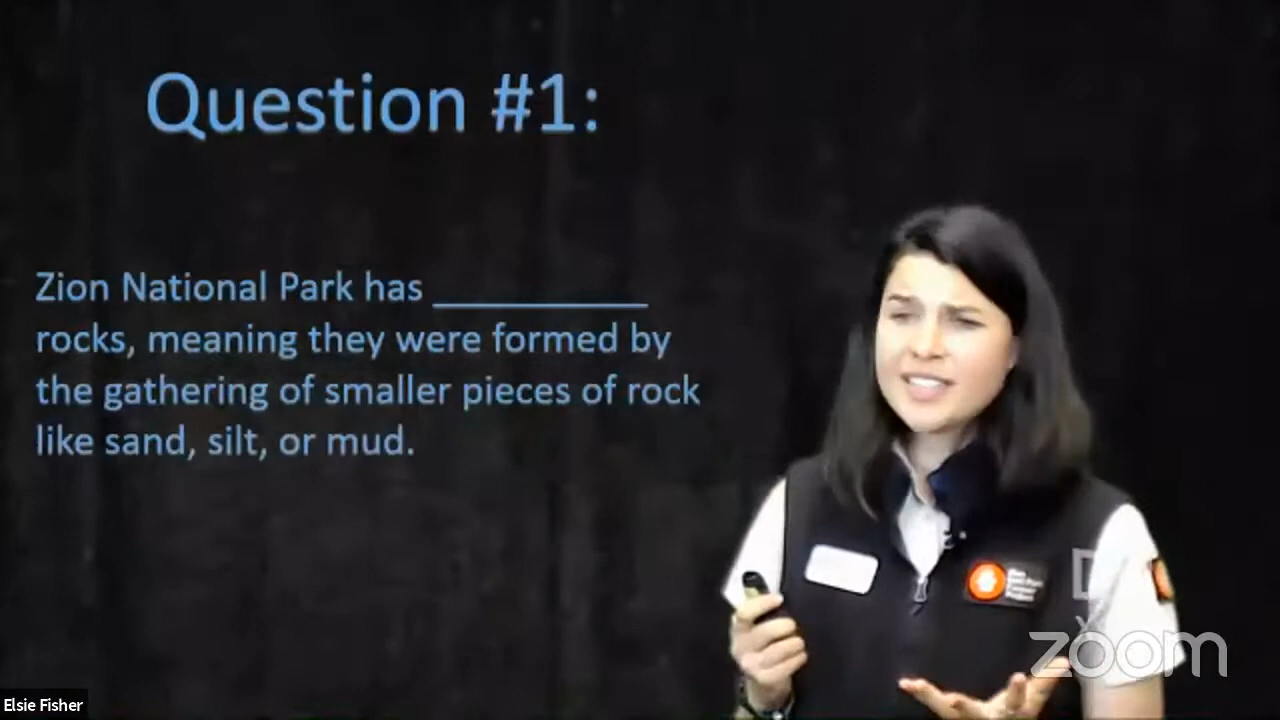 Question #1:
Zion National Park has ___________
rocks, meaning they were formed by
the gathering of smaller pieces of rock
like sand, silt, or mud.
zoom
Elsie Fisher